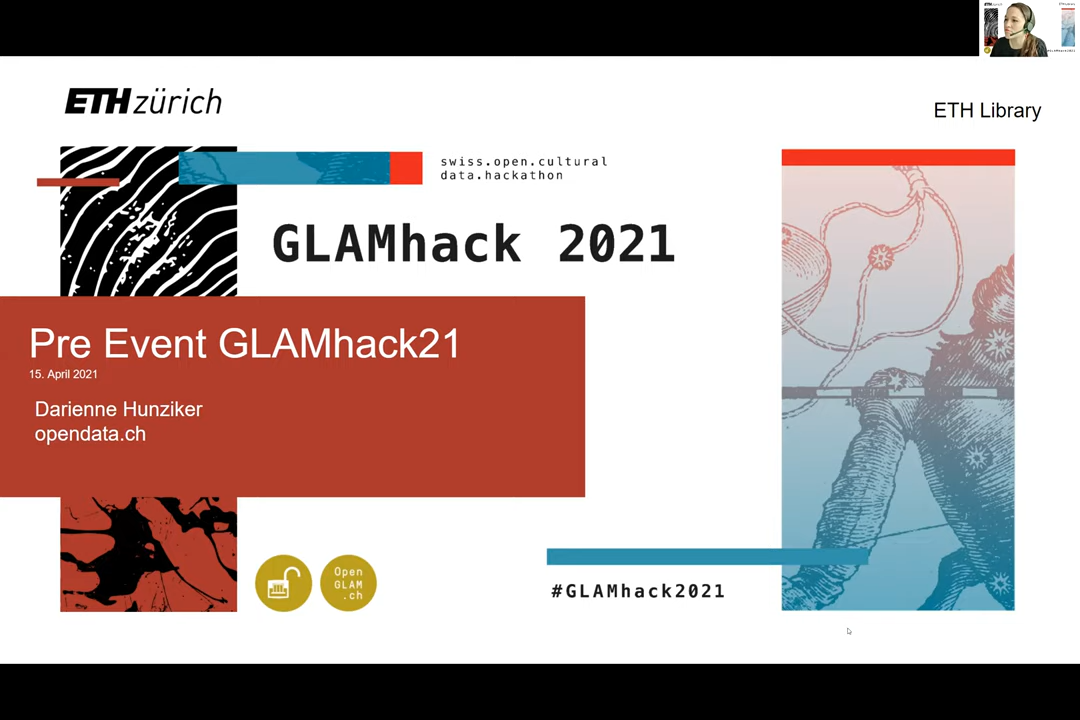 ETH zürich
ETH Library
swiss.open.cultural
data.hackathon
GLAMhack 2021
Pre Event GLAMhack21
15. April 2021
Darienne Hunziker
opendata.ch
Open
GLAM
.ch
#GLAMhack2021